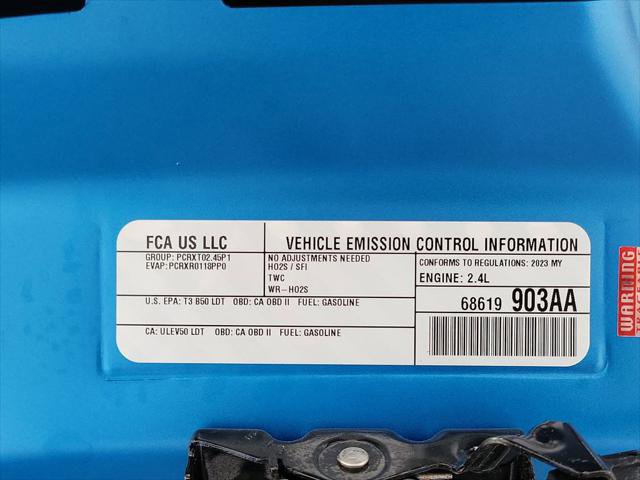 FCA US LLC
VEHICLE EMISSION CONTROL INFORMATION
GROUP: PCRXT02.45P1
EVAP: PCRXR0118PP0
NO ADJUSTMENTS NEEDED
HO2S / SFI
TWC
WR-HO2S
CONFORMS TO REGULATIONS: 2023 MY
ENGINE: 2.4L
U.S. EPA: T3 B50 LDT OBD: CA OBD II FUEL: GASOLINE
68619 903AA
CA: ULEV50 LDT OBD: CA OBD II FUEL: GASOLINE
WARNING